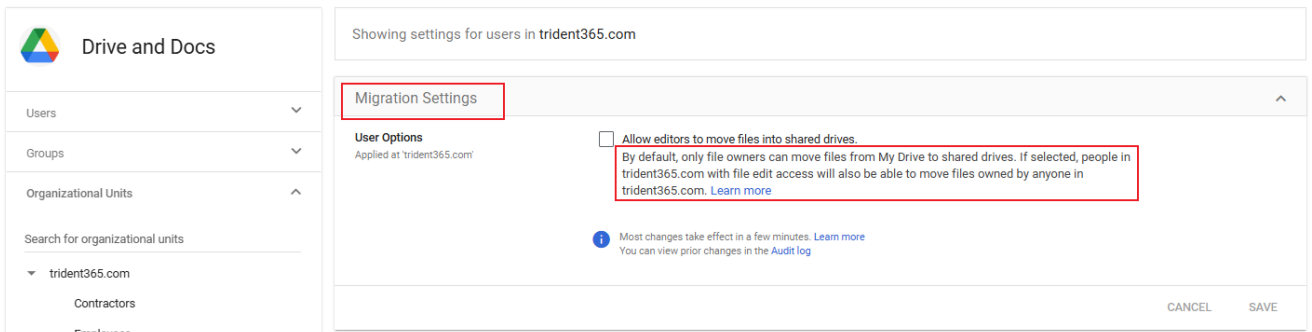 Drive and Docs
Users
Groups
Organizational Units
Search for organizational units
trident365.com
Contractors
Showing settings for users in trident365.com
Migration Settings
User Options
Applied at 'trident365.com'
Allow editors to move files into shared drives.
By default, only file owners can move files from My Drive to shared drives. If selected, people in
trident365.com with file edit access will also be able to move files owned by anyone in
trident365.com. Learn more
Most changes take effect in a few minutes. Learn more
You can view prior changes in the Audit log
CANCEL SAVE